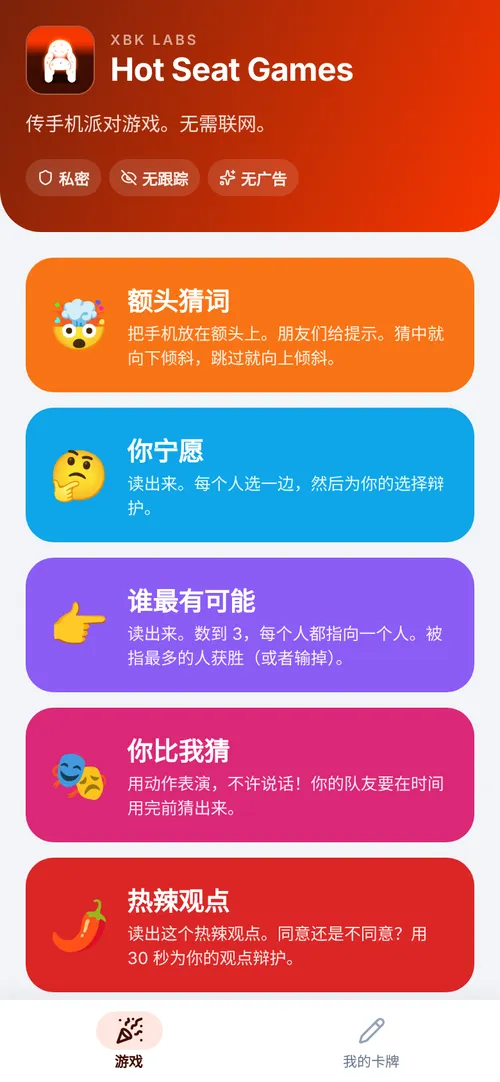 XBK LABS
Hot Seat Games
传手机派对游戏。无需联网。
私密
无跟踪
无广告
额头猜词
把手机放在额头上。朋友们给提示。猜中就
向下倾斜，跳过就向上倾斜。
你宁愿
读出来。每个人选一边，然后为你的选择辩
护。
谁最有可能
读出来。数到 3，每个人都指向一个人。被
指最多的人获胜（或者输掉）。
你比我猜
用动作表演，不许说话！你的队友要在时间
用完前猜出来。
热辣观点
读出这个热辣观点。同意还是不同意？用
30 秒为你的观点辩护。
游戏
我的卡牌